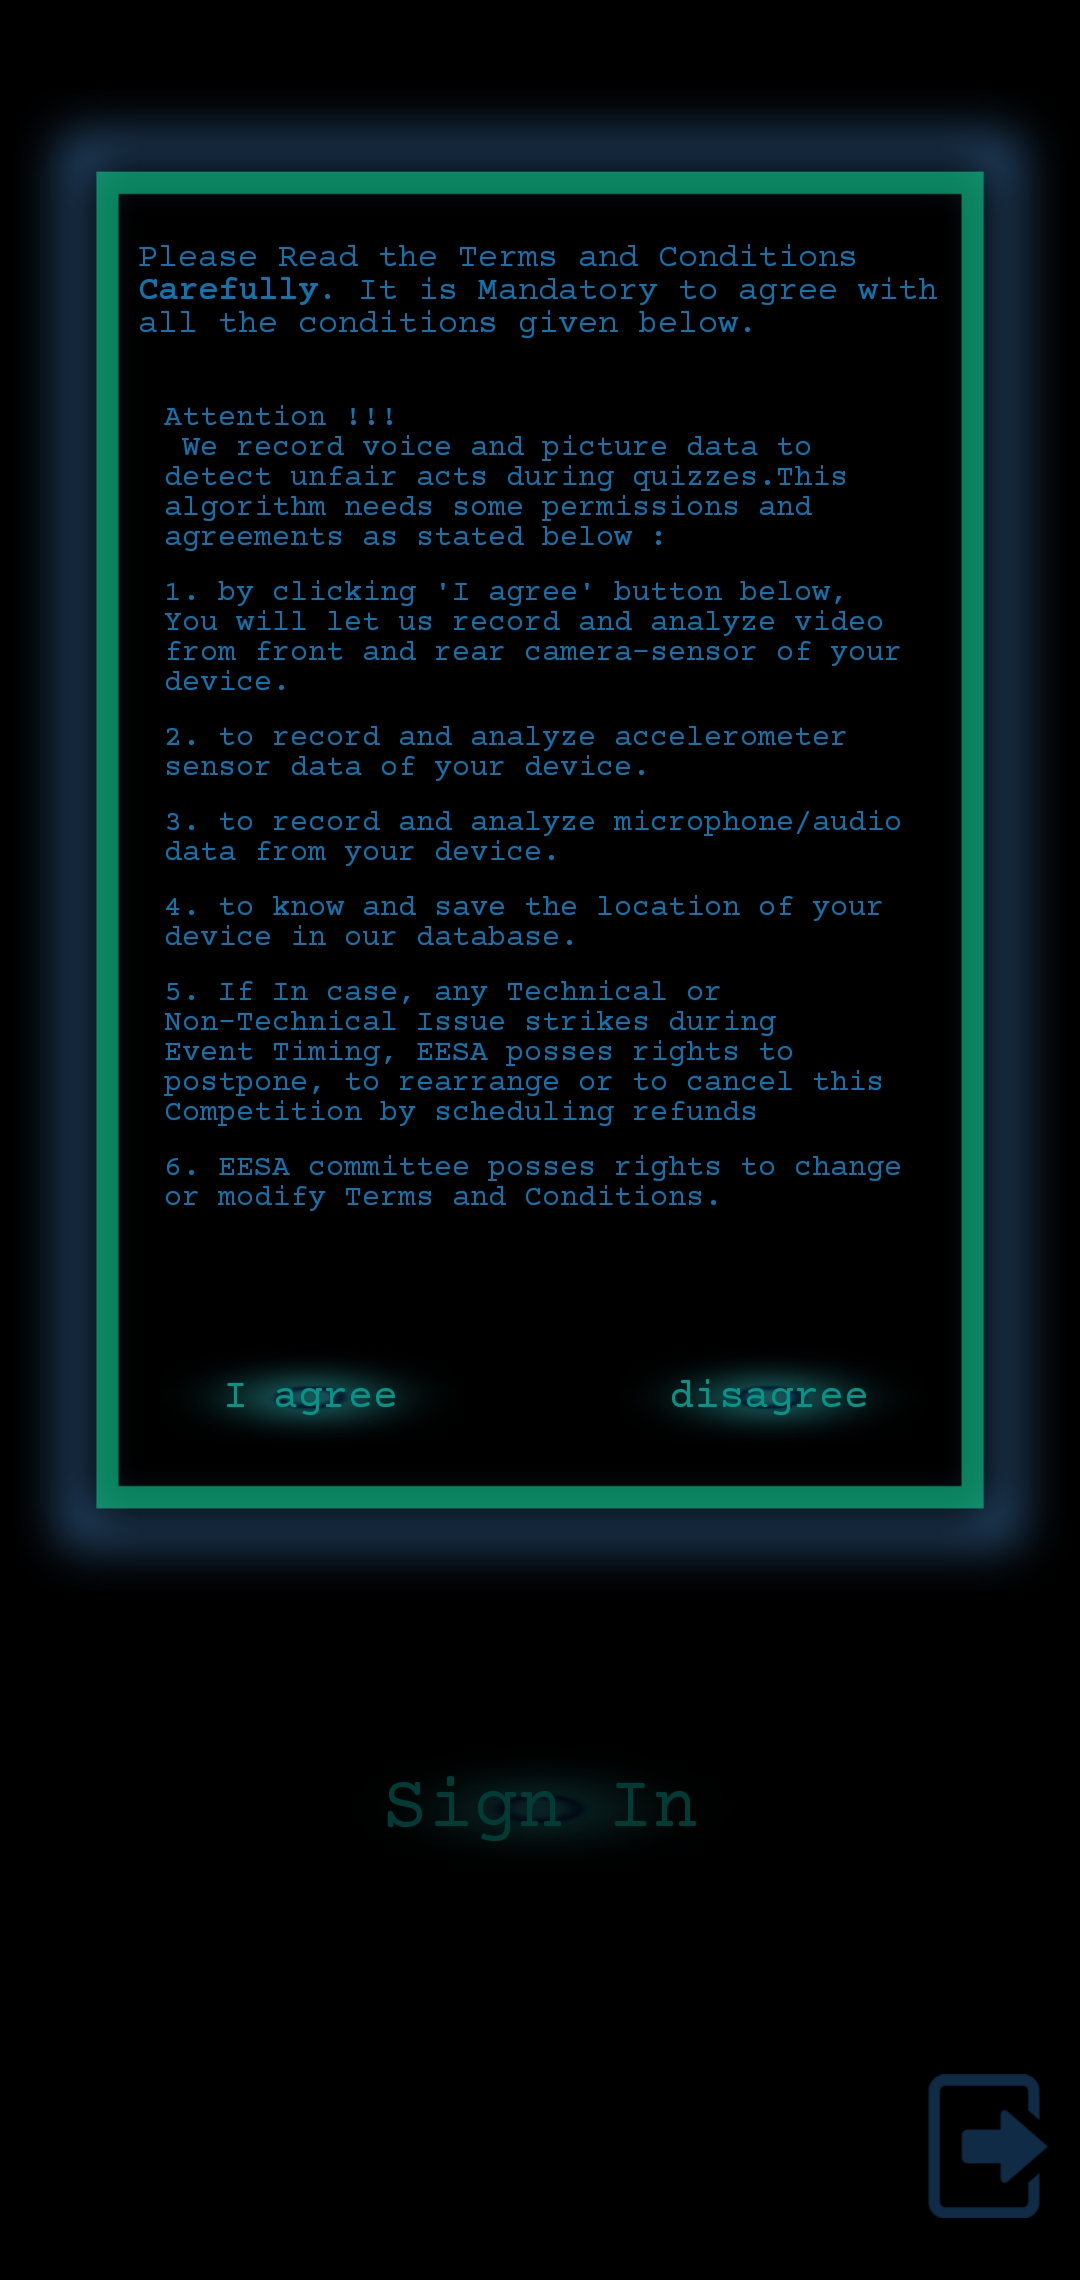 Please Read the Terms and Conditions
Carefully. It is Mandatory to agree with
all the conditions given below.
Attention !!!
We record voice and picture data to
detect unfair acts during quizzes.This
algorithm needs some permissions and
agreements as stated below :
1. by clicking 'I agree' button below,
You will let us record and analyze video
from front and rear camera-sensor of your
device.
2. to record and analyze accelerometer
sensor data of your device.
3. to record and analyze microphone/audio
data from your device.
4. to know and save the location of your
device in our database.
5. If In case, any Technical or
Non-Technical Issue strikes during
Event Timing, EESA posses rights to
postpone, to rearrange or to cancel this
Competition by scheduling refunds
6. EESA committee posses rights to change
or modify Terms and Conditions.
I agree disagree
Sign In